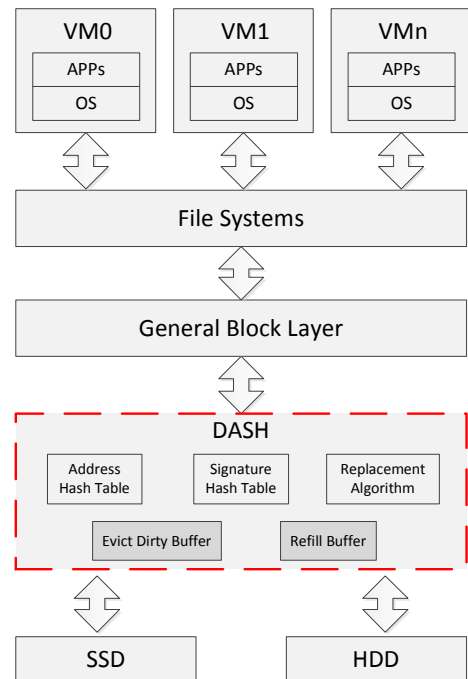 VM0 VM1 VMn
APPs APPs APPs
OS OS OS
File Systems
General Block Layer
DASH
Address Signature Replacement
Hash Table Hash Table Algorithm
Evict Dirty Buffer Refill Buffer
SSD HDD